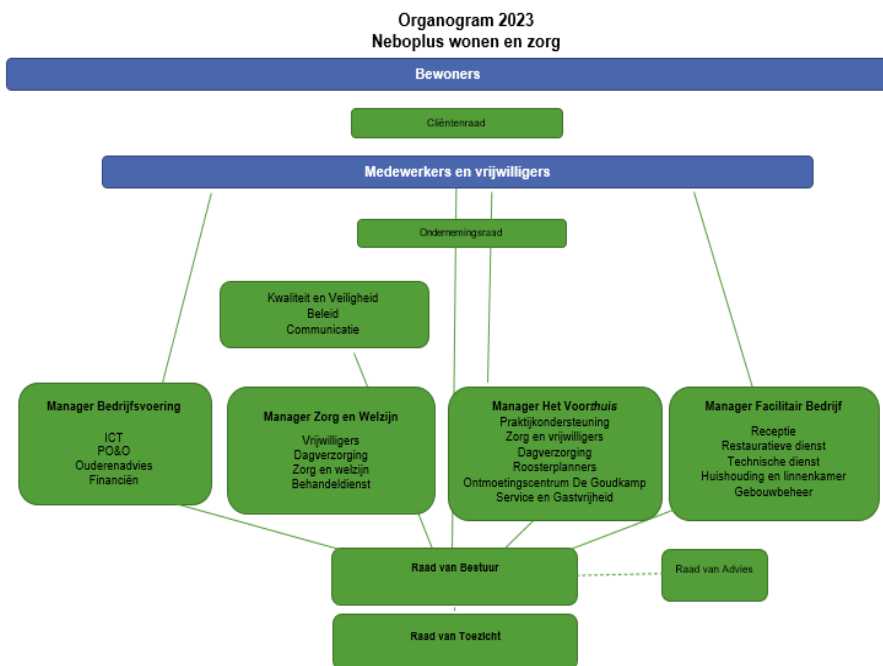 Organogram 2023
Neboplus wonen en zorg
Bewoners
Cliëntenraad
Medewerkers en vrijwilligers
Ondernemingsraad
Kwaliteit en Veiligheid
Beleid
Communicatie
Manager Bedrijfsvoering
ICT
PO&O
Ouderenadvies
Financiën
Manager Zorg en Welzijn
Vrijwilligers
Dagverzorging
Zorg en welzijn
Behandeldienst
Manager Het Voorthuis
Praktijkondersteuning
Zorg en vrijwilligers
Dagverzorging
Roosterplanners
Ontmoetingscentrum De Goudkamp
Service en Gastvrijheid
Manager Facilitair Bedrijf
Receptie
Restauratieve dienst
Technische dienst
Huishouding en linnenkamer
Gebouwbeheer
Raad van Bestuur
Raad van Advies
Raad van Toezicht